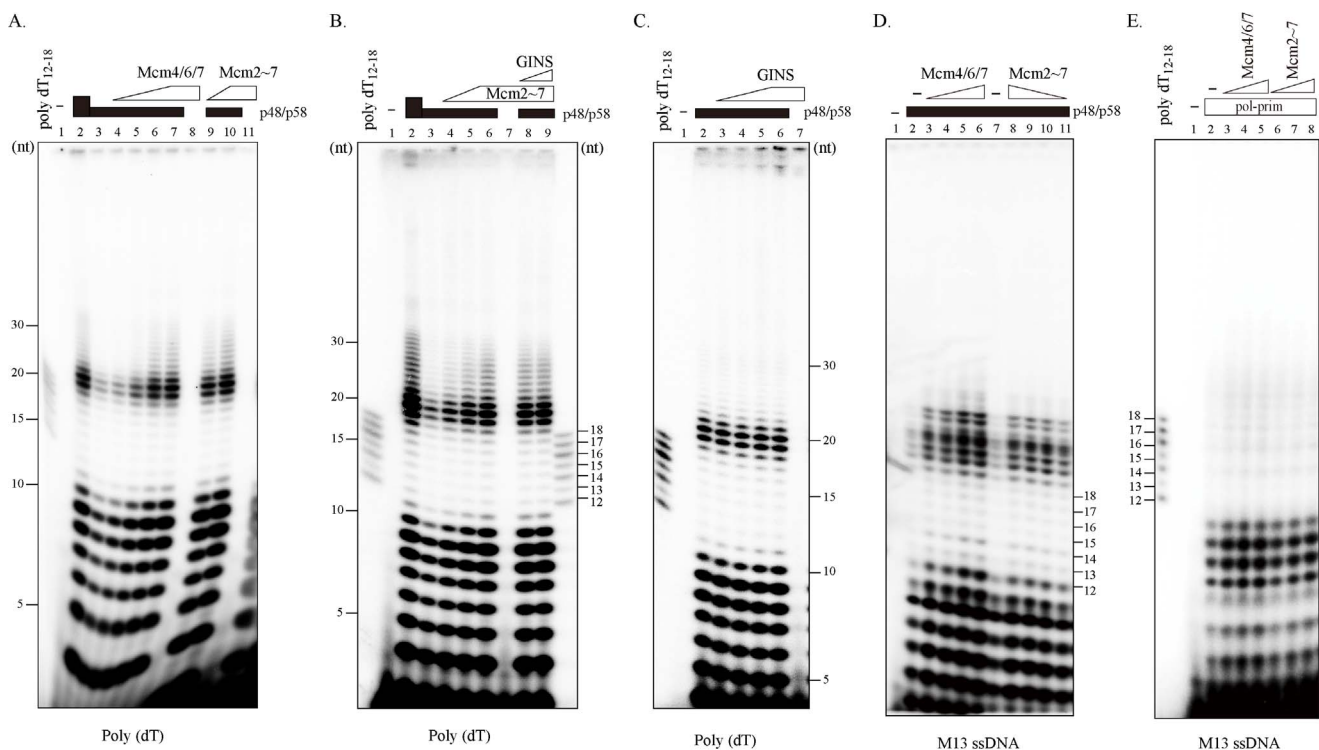 A.
poly dT12-18
Mcm4/6/7 Mcm2~7
– p48/p58
1 2 3 4 5 6 7 8 9 10 11
(nt)
30
20
15
10
5
Poly (dT)
B.
poly dT12-18
GINS
Mcm2~7
– p48/p58
1 2 3 4 5 6 7 8 9
(nt)
30
20
15
10
5
18
17
16
15
14
13
12
Poly (dT)
C.
poly dT12-18
GINS
– p48/p58
1 2 3 4 5 6 7
(nt)
30
20
15
10
5
Poly (dT)
D.
Mcm4/6/7 Mcm2~7
– –
– p48/p58
1 2 3 4 5 6 7 8 9 10 11
18
17
16
15
14
13
12
M13 ssDNA
E.
poly dT12-18
– Mcm4/6/7 Mcm2~7
– pol-prim
1 2 3 4 5 6 7 8
18
17
16
15
14
13
12
M13 ssDNA